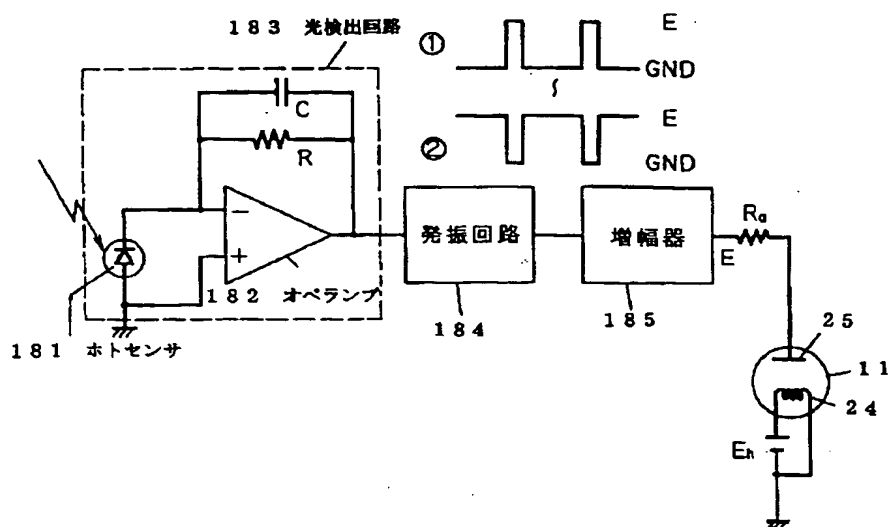 183 光検出回路
① E
GND
② E
GND
C
R
−
+
182 オペランプ
181 ホトセンサ
発振回路
184
増幅器
185
E
Ra
25
11
24
Eh